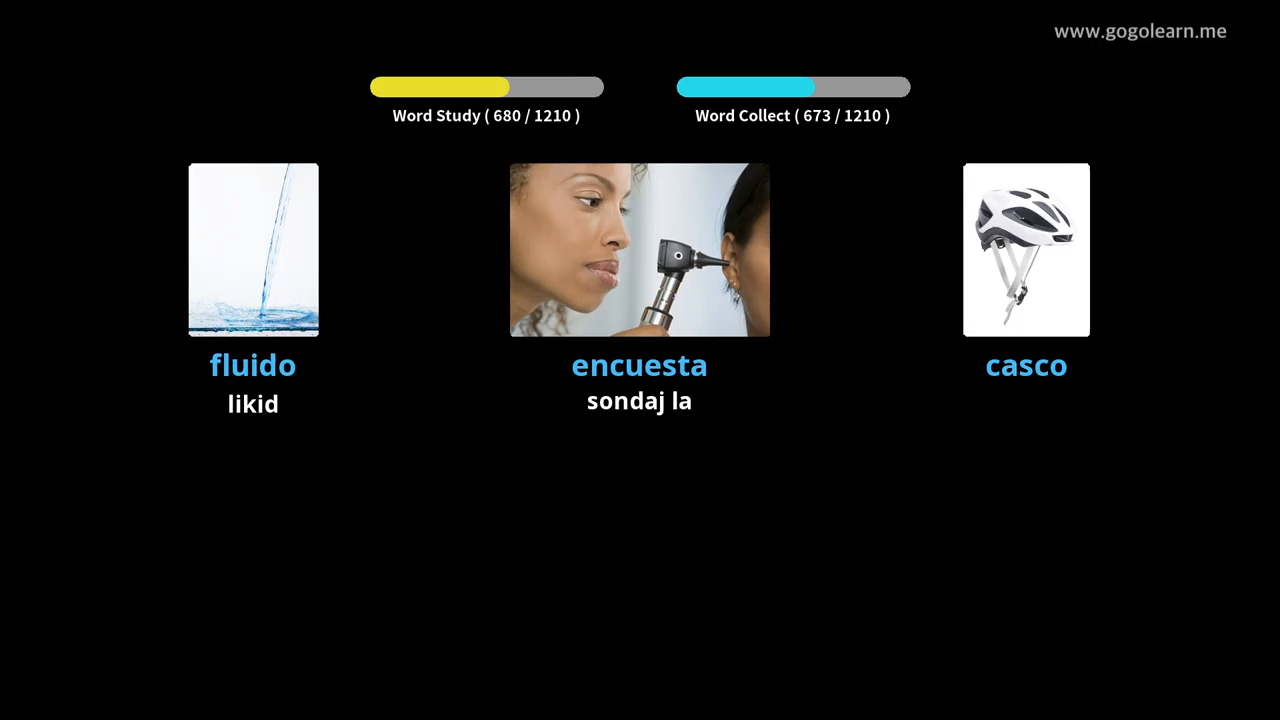 www.gogolearn.me
Word Study ( 680 / 1210 )
Word Collect ( 673 / 1210 )
fluido
likid
encuesta
sondaj la
casco